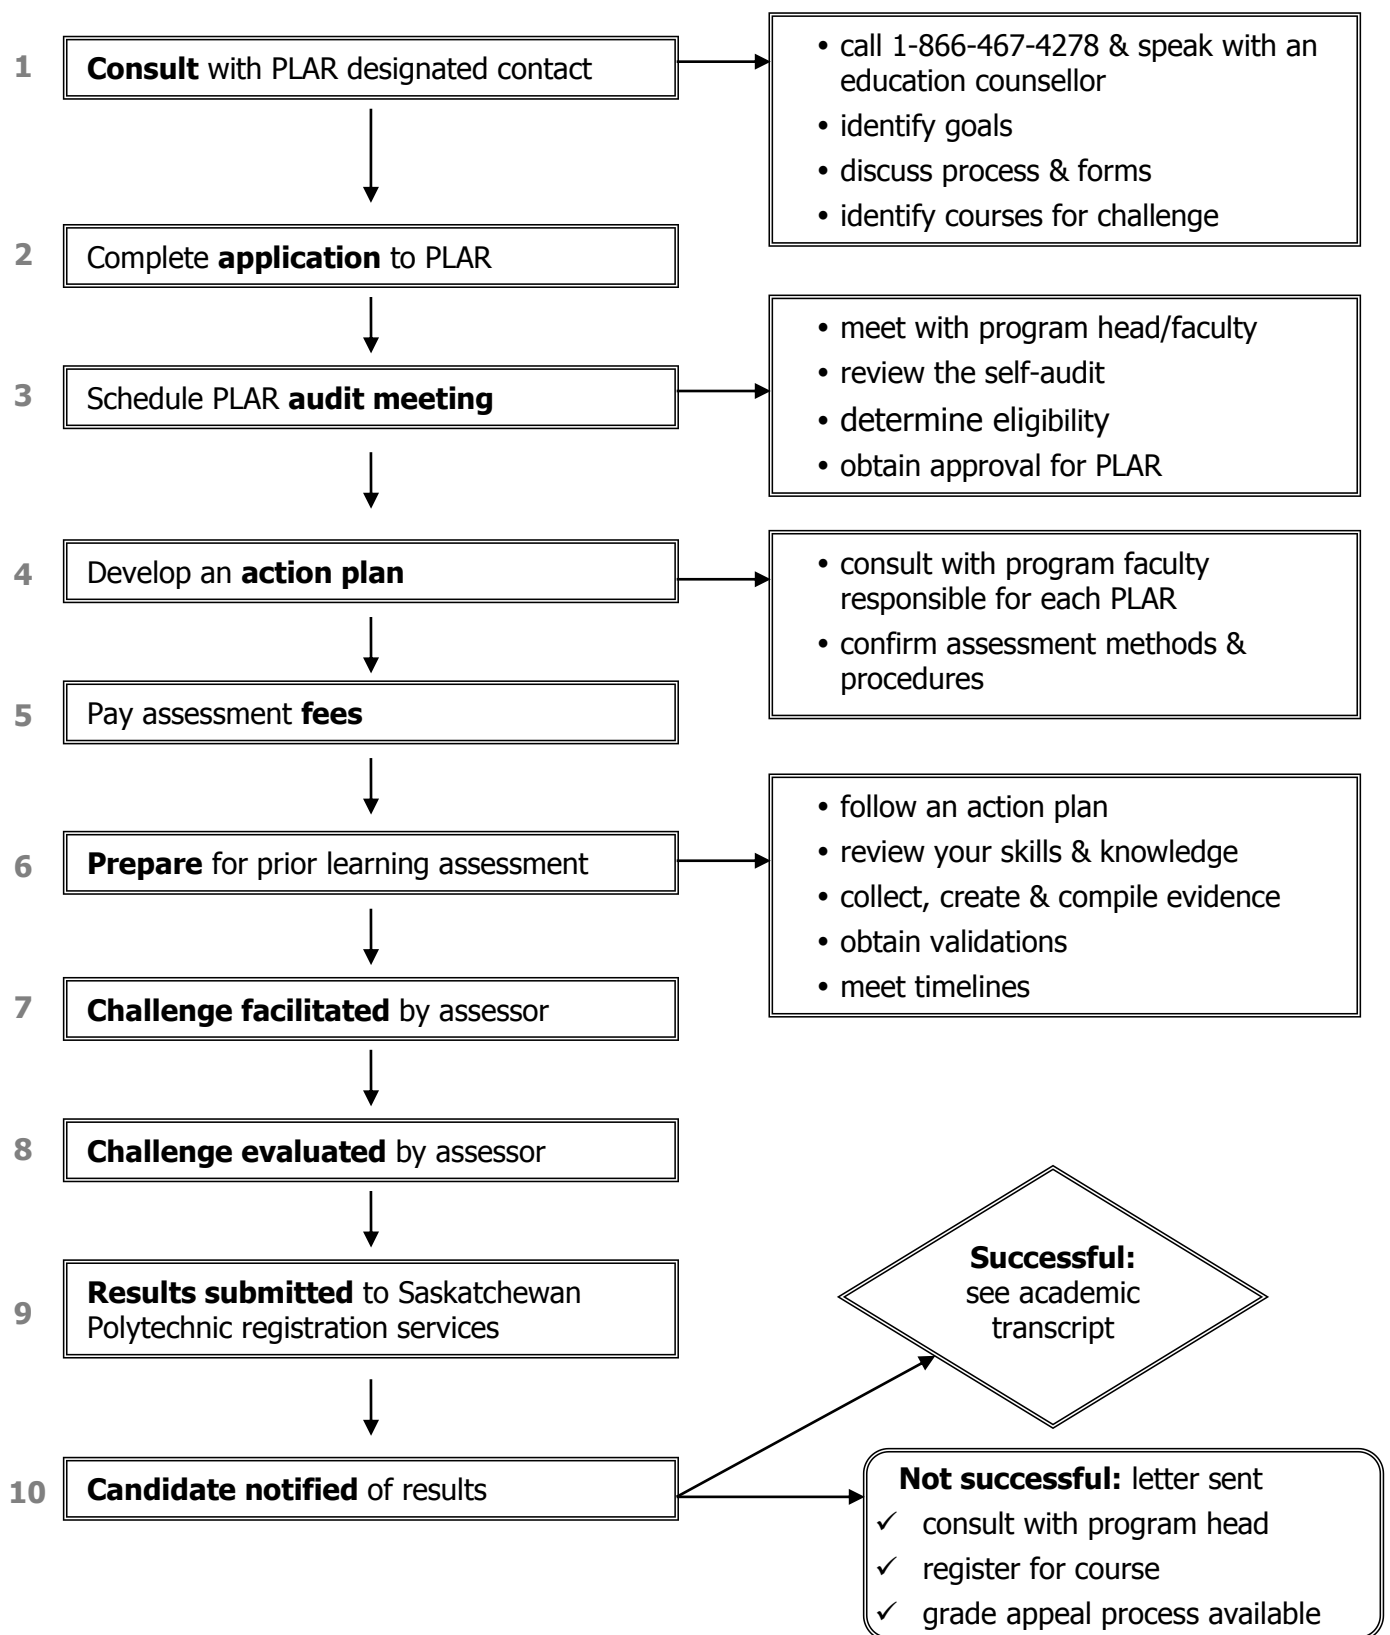 1
Consult with PLAR designated contact
• call 1-866-467-4278 & speak with an
education counsellor
• identify goals
• discuss process & forms
• identify courses for challenge
2
Complete application to PLAR
3
Schedule PLAR audit meeting
• meet with program head/faculty
• review the self-audit
• determine eligibility
• obtain approval for PLAR
4
Develop an action plan
• consult with program faculty
responsible for each PLAR
• confirm assessment methods &
procedures
5
Pay assessment fees
6
Prepare for prior learning assessment
• follow an action plan
• review your skills & knowledge
• collect, create & compile evidence
• obtain validations
• meet timelines
7
Challenge facilitated by assessor
8
Challenge evaluated by assessor
9
Results submitted to Saskatchewan
Polytechnic registration services
10
Candidate notified of results
Successful:
see academic
transcript
Not successful: letter sent
✓ consult with program head
✓ register for course
✓ grade appeal process available